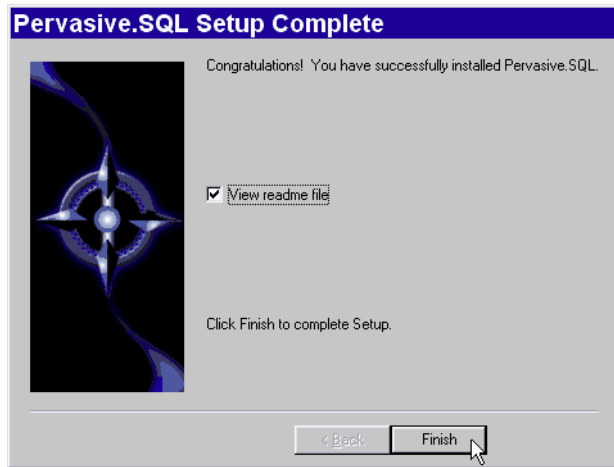 Pervasive.SQL Setup Complete
Congratulations! You have successfully installed Pervasive.SQL.
View readme file
Click Finish to complete Setup.
< Back
Finish